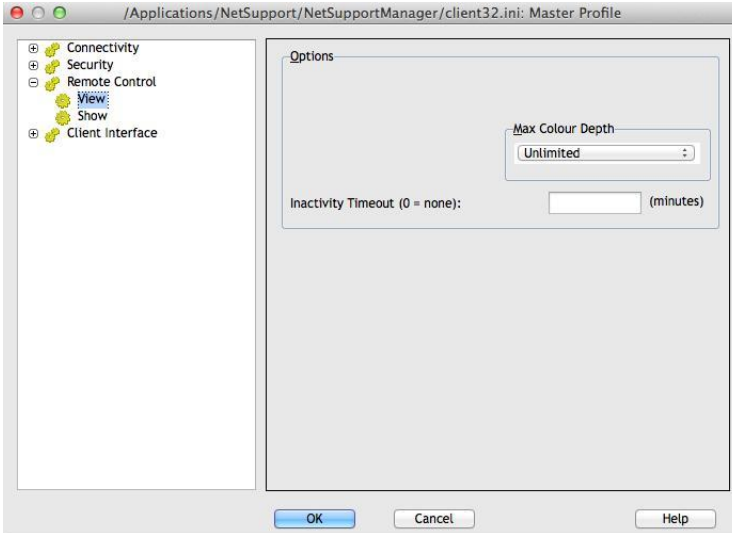 /Applications/NetSupport/NetSupportManager/client32.ini: Master Profile
Connectivity
Security
Remote Control
View
Show
Client Interface
Options
Max Colour Depth
Unlimited
Inactivity Timeout (0 = none):
(minutes)
OK
Cancel
Help